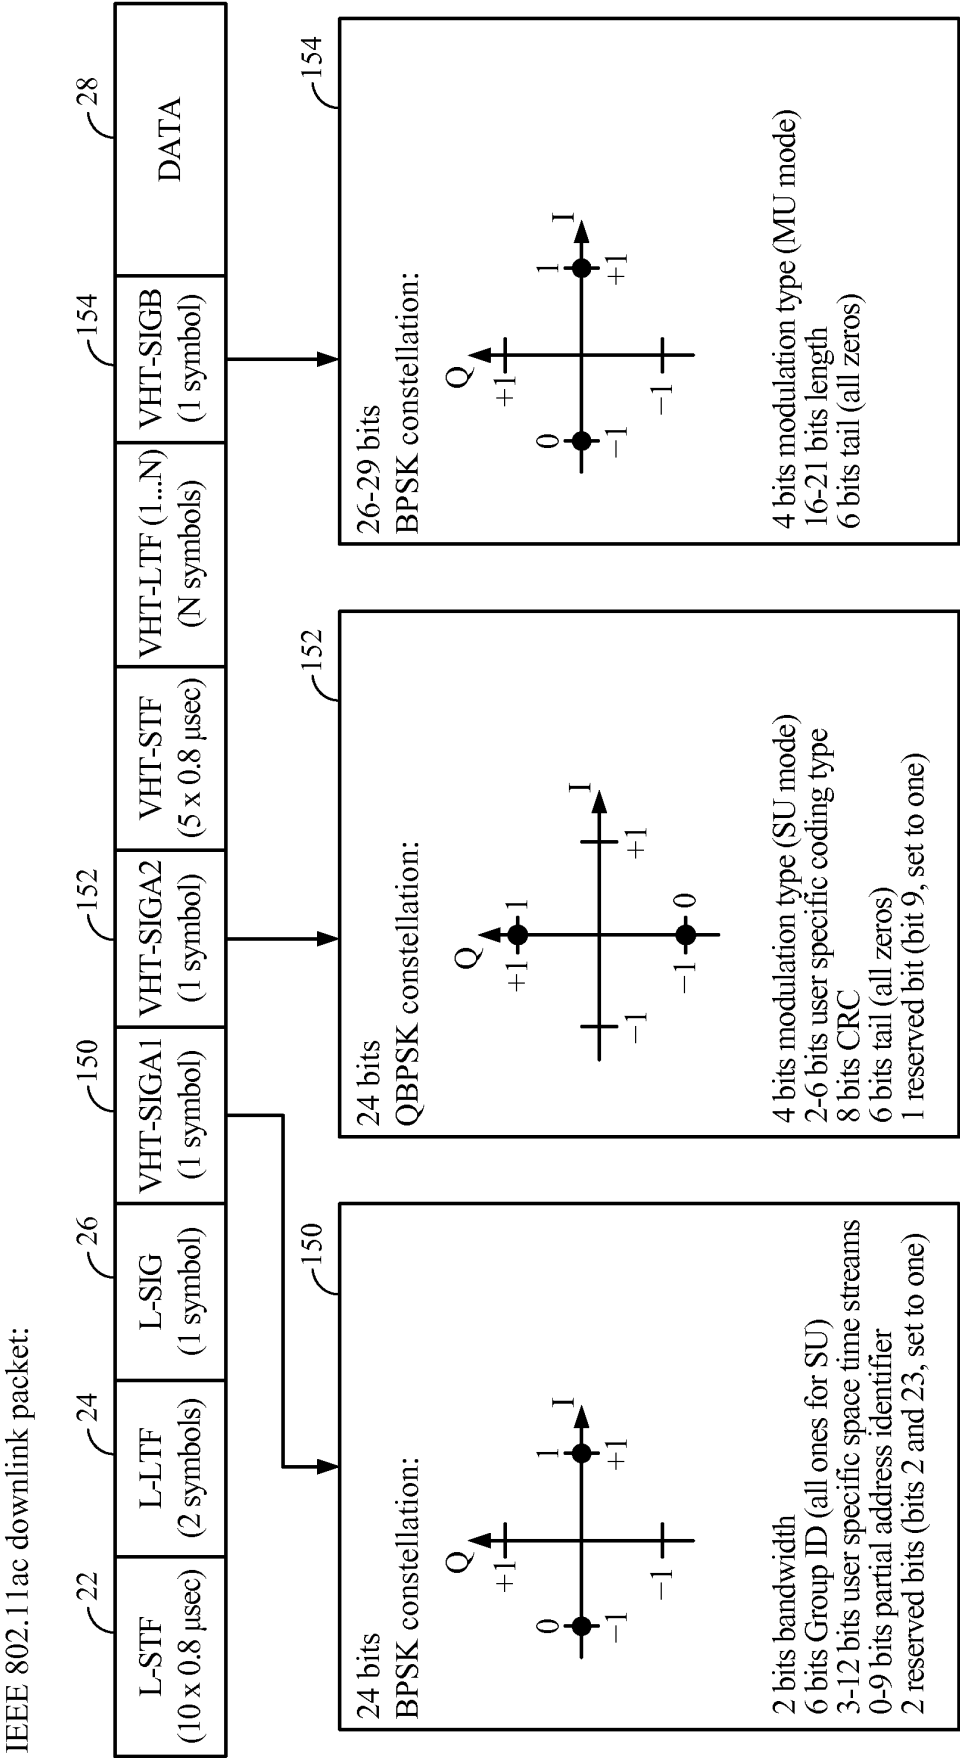 IEEE 802.11ac downlink packet:
22
24
26
150
152
154
28
L-STF
(10 x 0.8 μsec)
L-LTF
(2 symbols)
L-SIG
(1 symbol)
VHT-SIGA1
(1 symbol)
VHT-SIGA2
(1 symbol)
VHT-STF
(5 x 0.8 μsec)
VHT-LTF (1...N)
(N symbols)
VHT-SIGB
(1 symbol)
DATA
150
24 bits
BPSK constellation:
Q
+1
0
1
I
−1
+1
−1
2 bits bandwidth
6 bits Group ID (all ones for SU)
3-12 bits user specific space time streams
0-9 bits partial address identifier
2 reserved bits (bits 2 and 23, set to one)
152
24 bits
QBPSK constellation:
Q
+1
1
I
−1
+1
−1
0
4 bits modulation type (SU mode)
2-6 bits user specific coding type
8 bits CRC
6 bits tail (all zeros)
1 reserved bit (bit 9, set to one)
154
26-29 bits
BPSK constellation:
Q
+1
0
1
I
−1
+1
−1
4 bits modulation type (MU mode)
16-21 bits length
6 bits tail (all zeros)